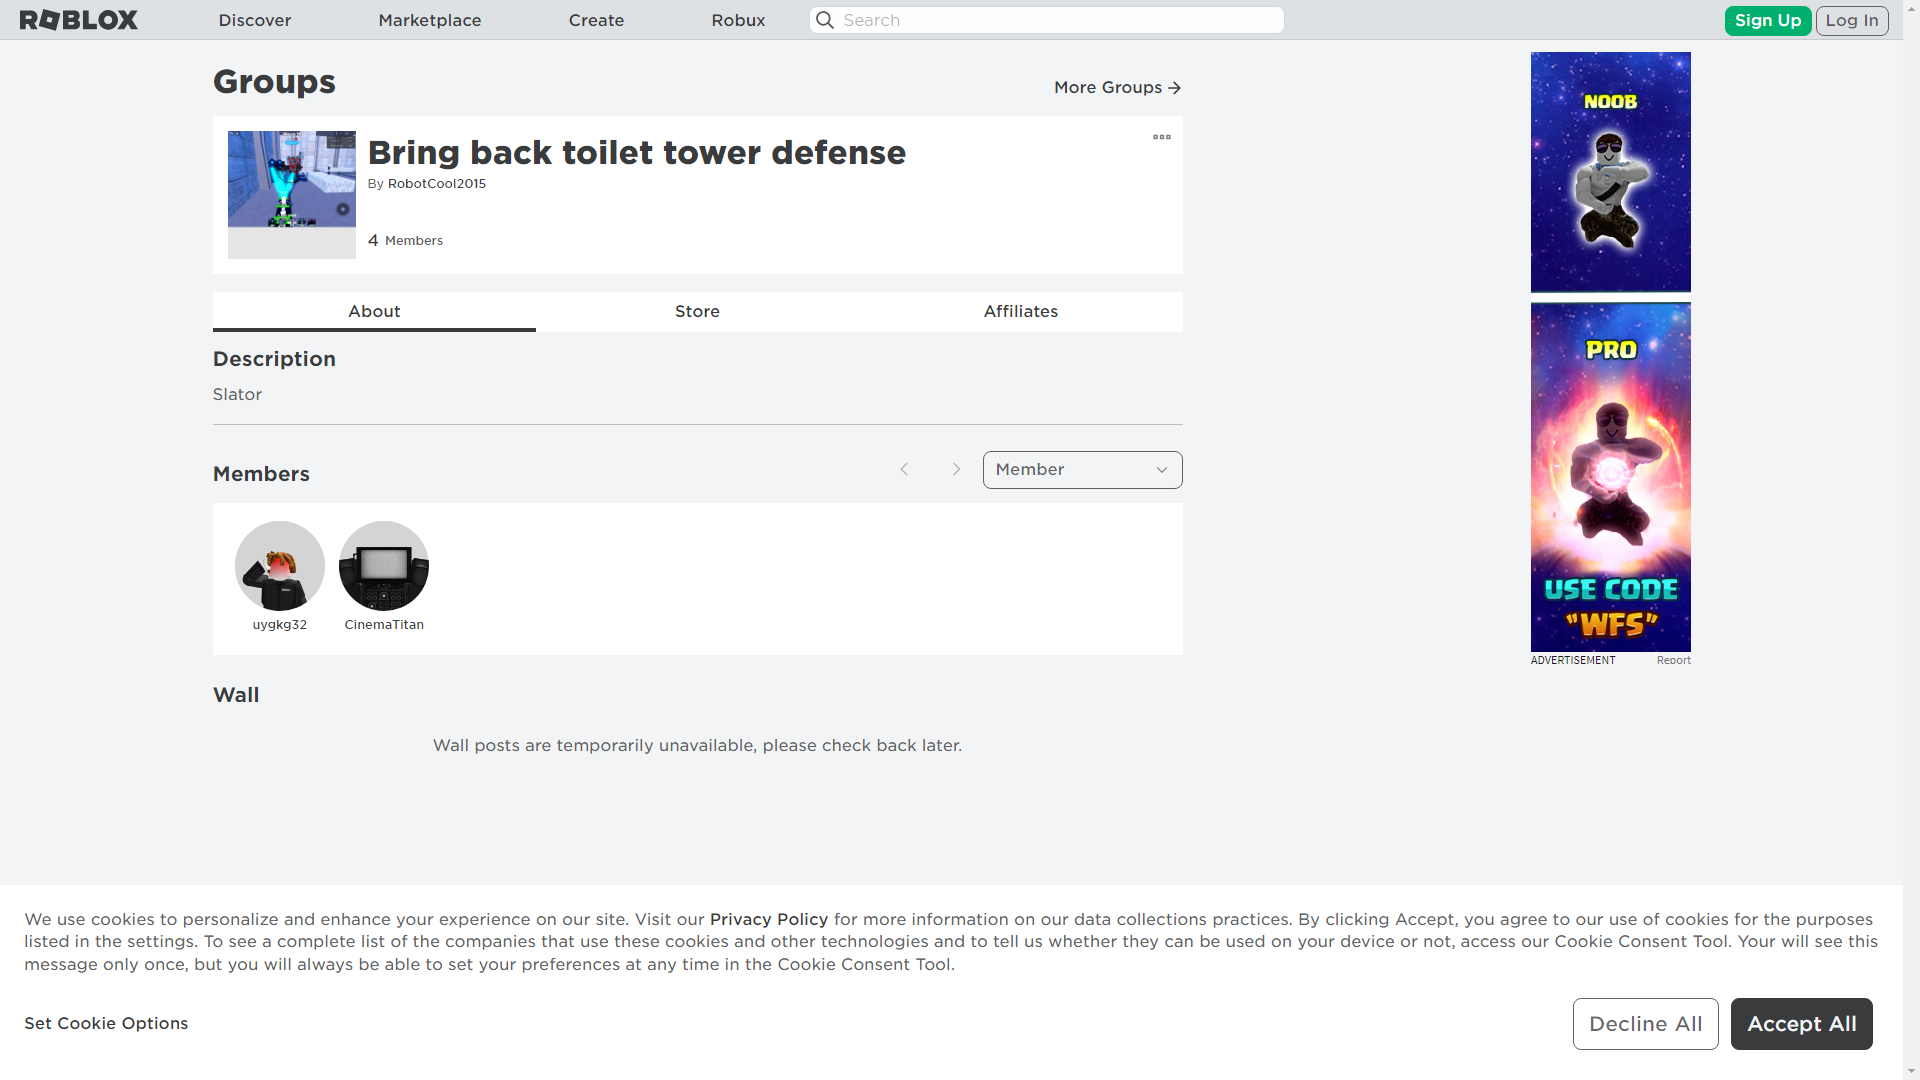 ROBLOX
Discover
Marketplace
Create
Robux
Search
Sign Up
Log In
Groups
More Groups
Bring back toilet tower defense
By RobotCool2015
4 Members
About
Store
Affiliates
Description
Slator
Members
Member
uygkg32
CinemaTitan
Wall
Wall posts are temporarily unavailable, please check back later.
NOOB
PRO
USE CODE
"WFS"
ADVERTISEMENT
Report
We use cookies to personalize and enhance your experience on our site. Visit our Privacy Policy for more information on our data collections practices. By clicking Accept, you agree to our use of cookies for the purposes
listed in the settings. To see a complete list of the companies that use these cookies and other technologies and to tell us whether they can be used on your device or not, access our Cookie Consent Tool. Your will see this
message only once, but you will always be able to set your preferences at any time in the Cookie Consent Tool.
Set Cookie Options
Decline All
Accept All